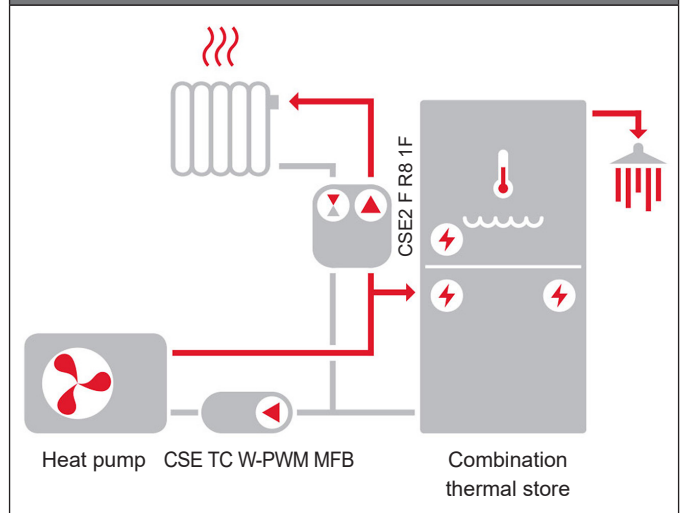 CSE2 F R8 1F
Heat pump
CSE TC W-PWM MFB
Combination
thermal store